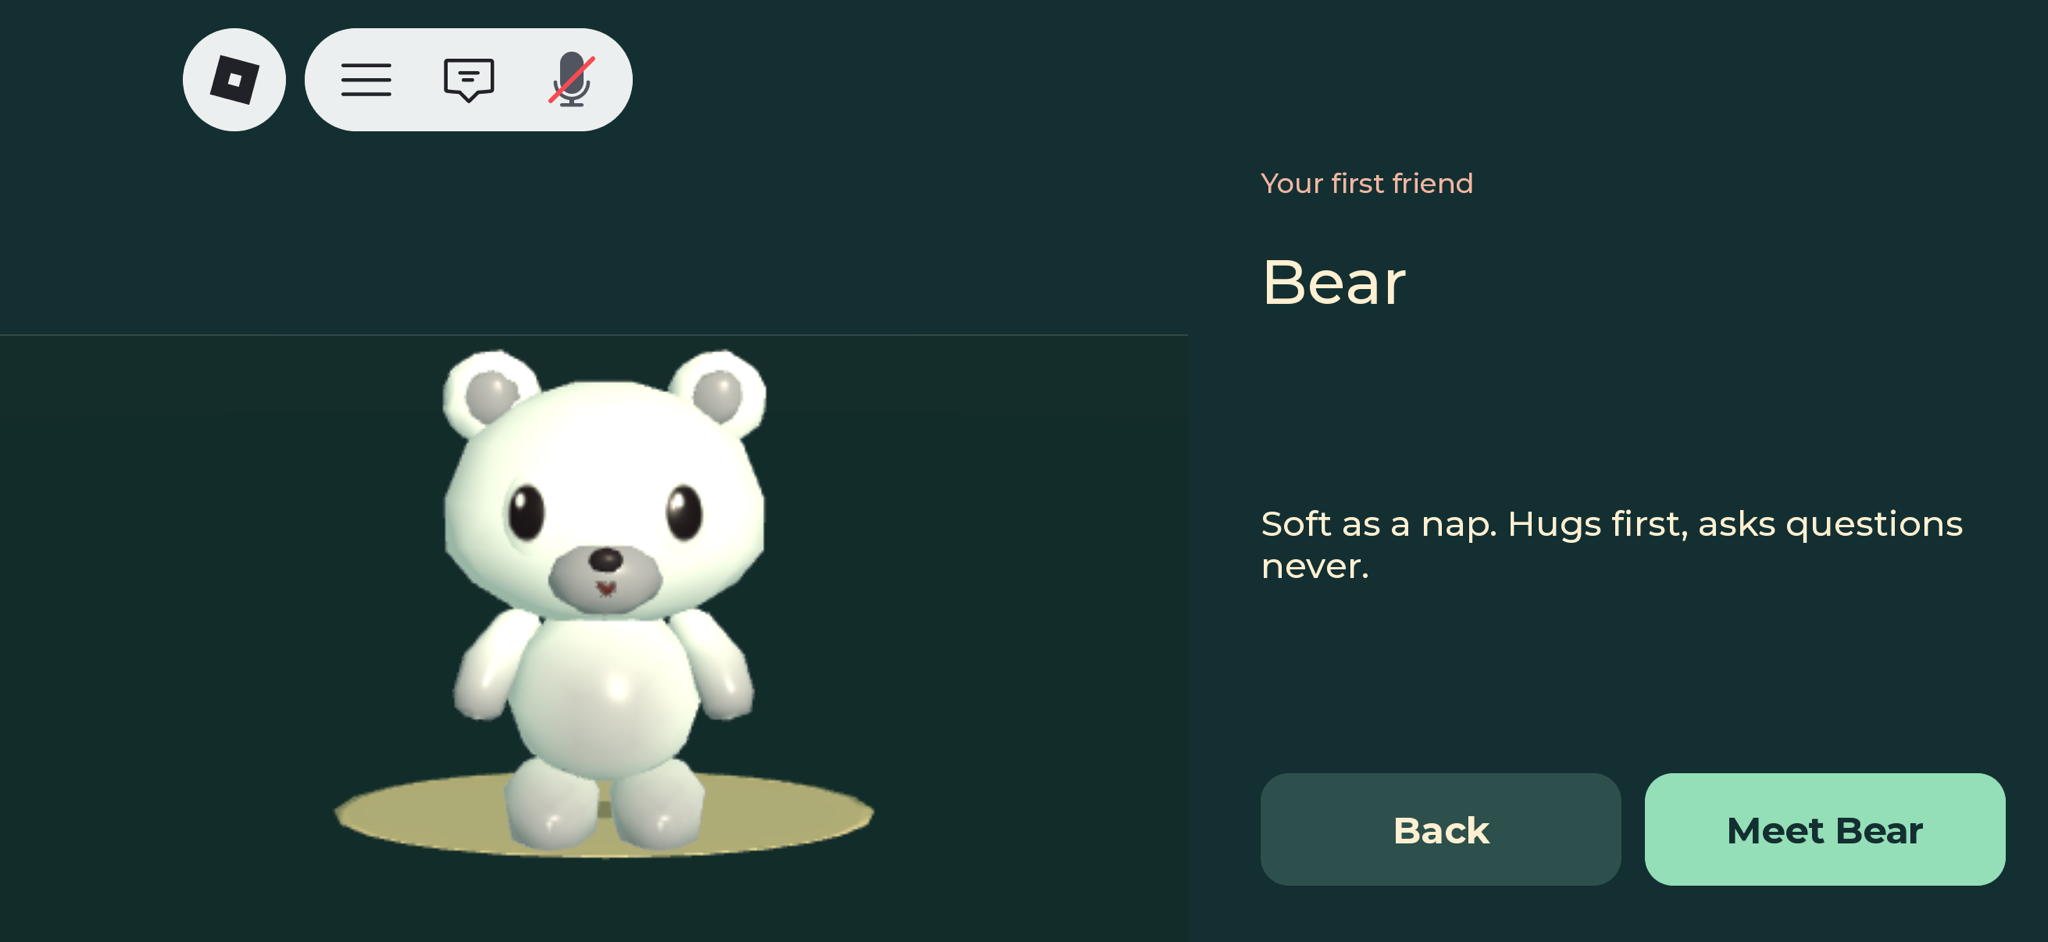 Your first friend
Bear
Soft as a nap. Hugs first, asks questions
never.
Back
Meet Bear